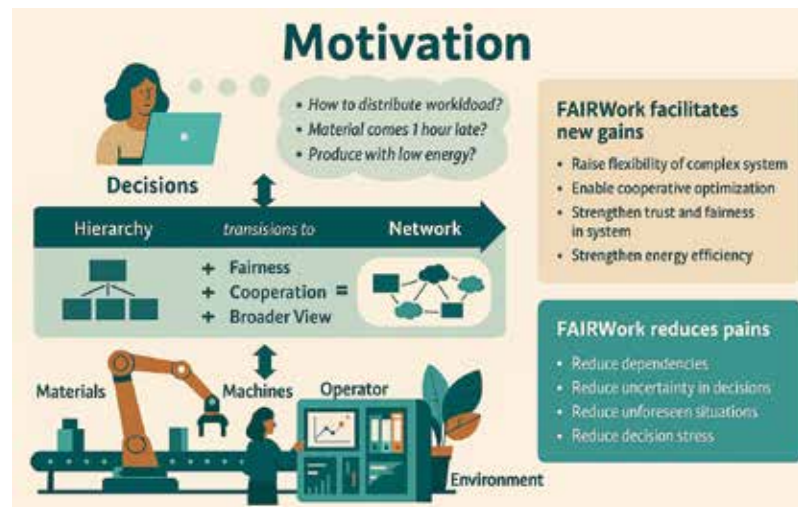 Motivation
• How to distribute workldoad?
• Material comes 1 hour late?
• Produce with low energy?
Decisions
Hierarchy
transisions to
Network
+ Fairness
+ Cooperation =
+ Broader View
Materials
Machines
Operator
Environment
FAIRWork facilitates
new gains
• Raise flexibility of complex system
• Enable cooperative optimization
• Strengthen trust and fairness
in system
• Strengthen energy efficiency
FAIRWork reduces pains
• Reduce dependencies
• Reduce uncertainty in decisions
• Reduce unforeseen situations
• Reduce decision stress